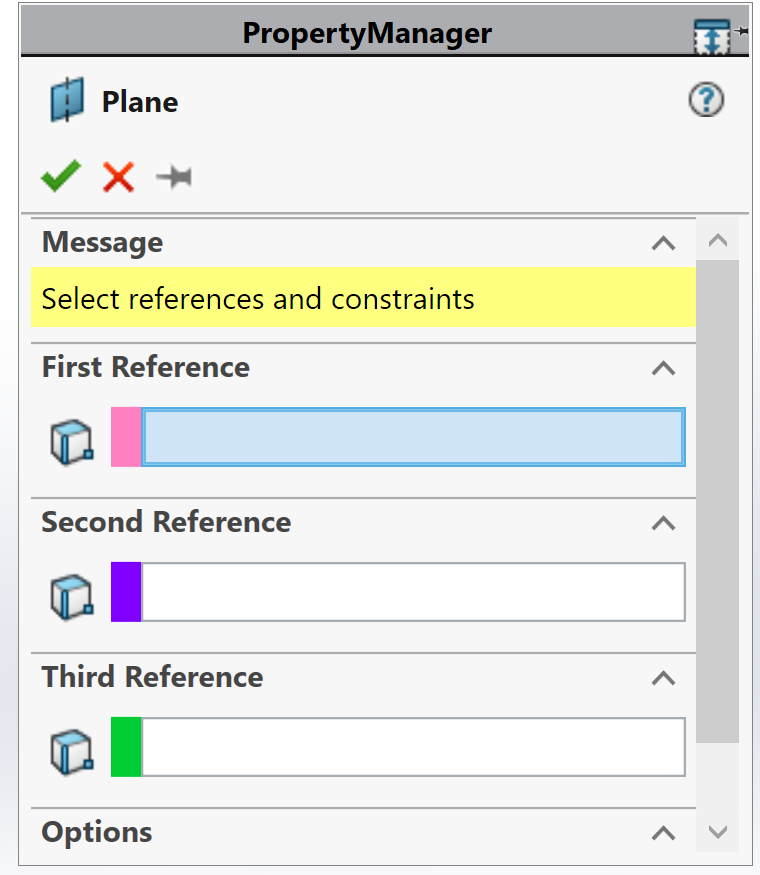 PropertyManager
Plane
?
Message
Select references and constraints
First Reference
Second Reference
Third Reference
Options